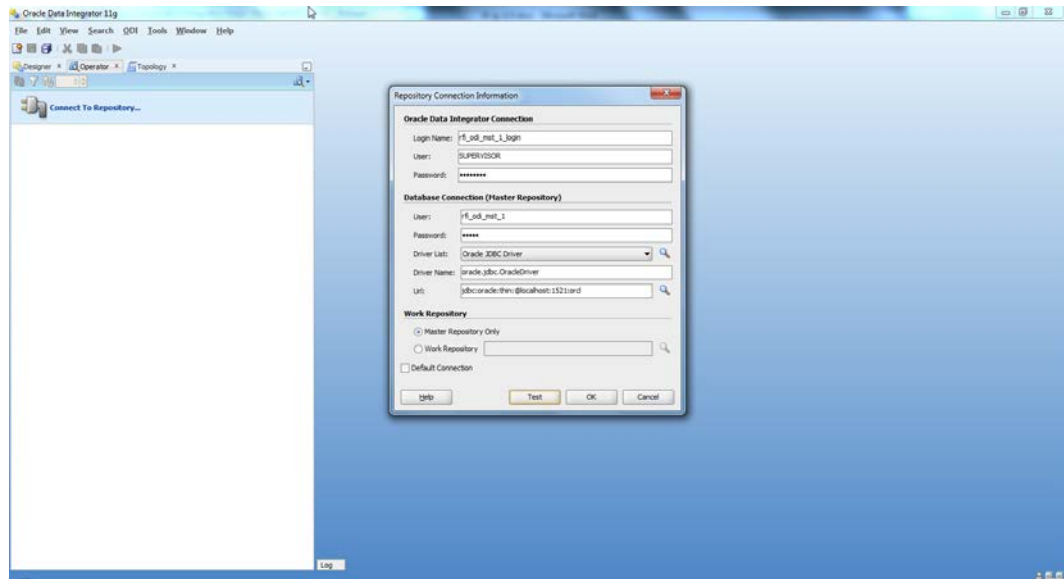 Oracle Data Integrator 11g
File Edit View Search ODI Tools Window Help
Designer Operator Topology
Connect To Repository...
Repository Connection Information
Oracle Data Integrator Connection
Login Name: rfi_odi_mst_1_login
User: SUPERVISOR
Password: ••••••••
Database Connection (Master Repository)
User: rfi_odi_mst_1
Password: •••••
Driver List: Oracle JDBC Driver
Driver Name: oracle.jdbc.OracleDriver
Url: jdbc:oracle:thin:@localhost:1521:orcl
Work Repository
Master Repository Only
Work Repository
Default Connection
Help Test OK Cancel
Log